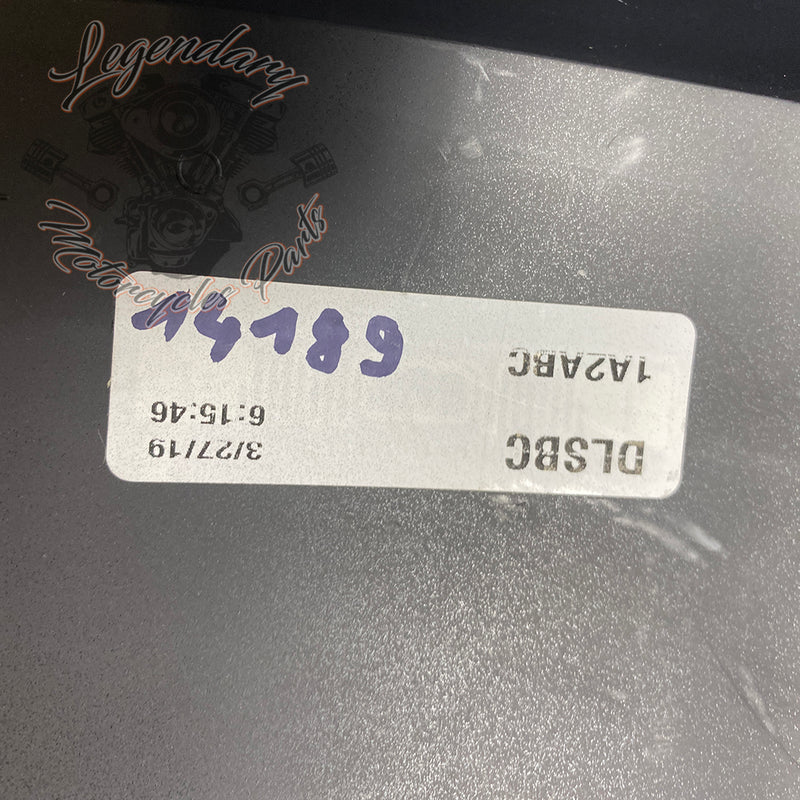 Legendary
Motorcycles Parts
14189
DLSBC
3/27/19
1A2ABC
6:15:46